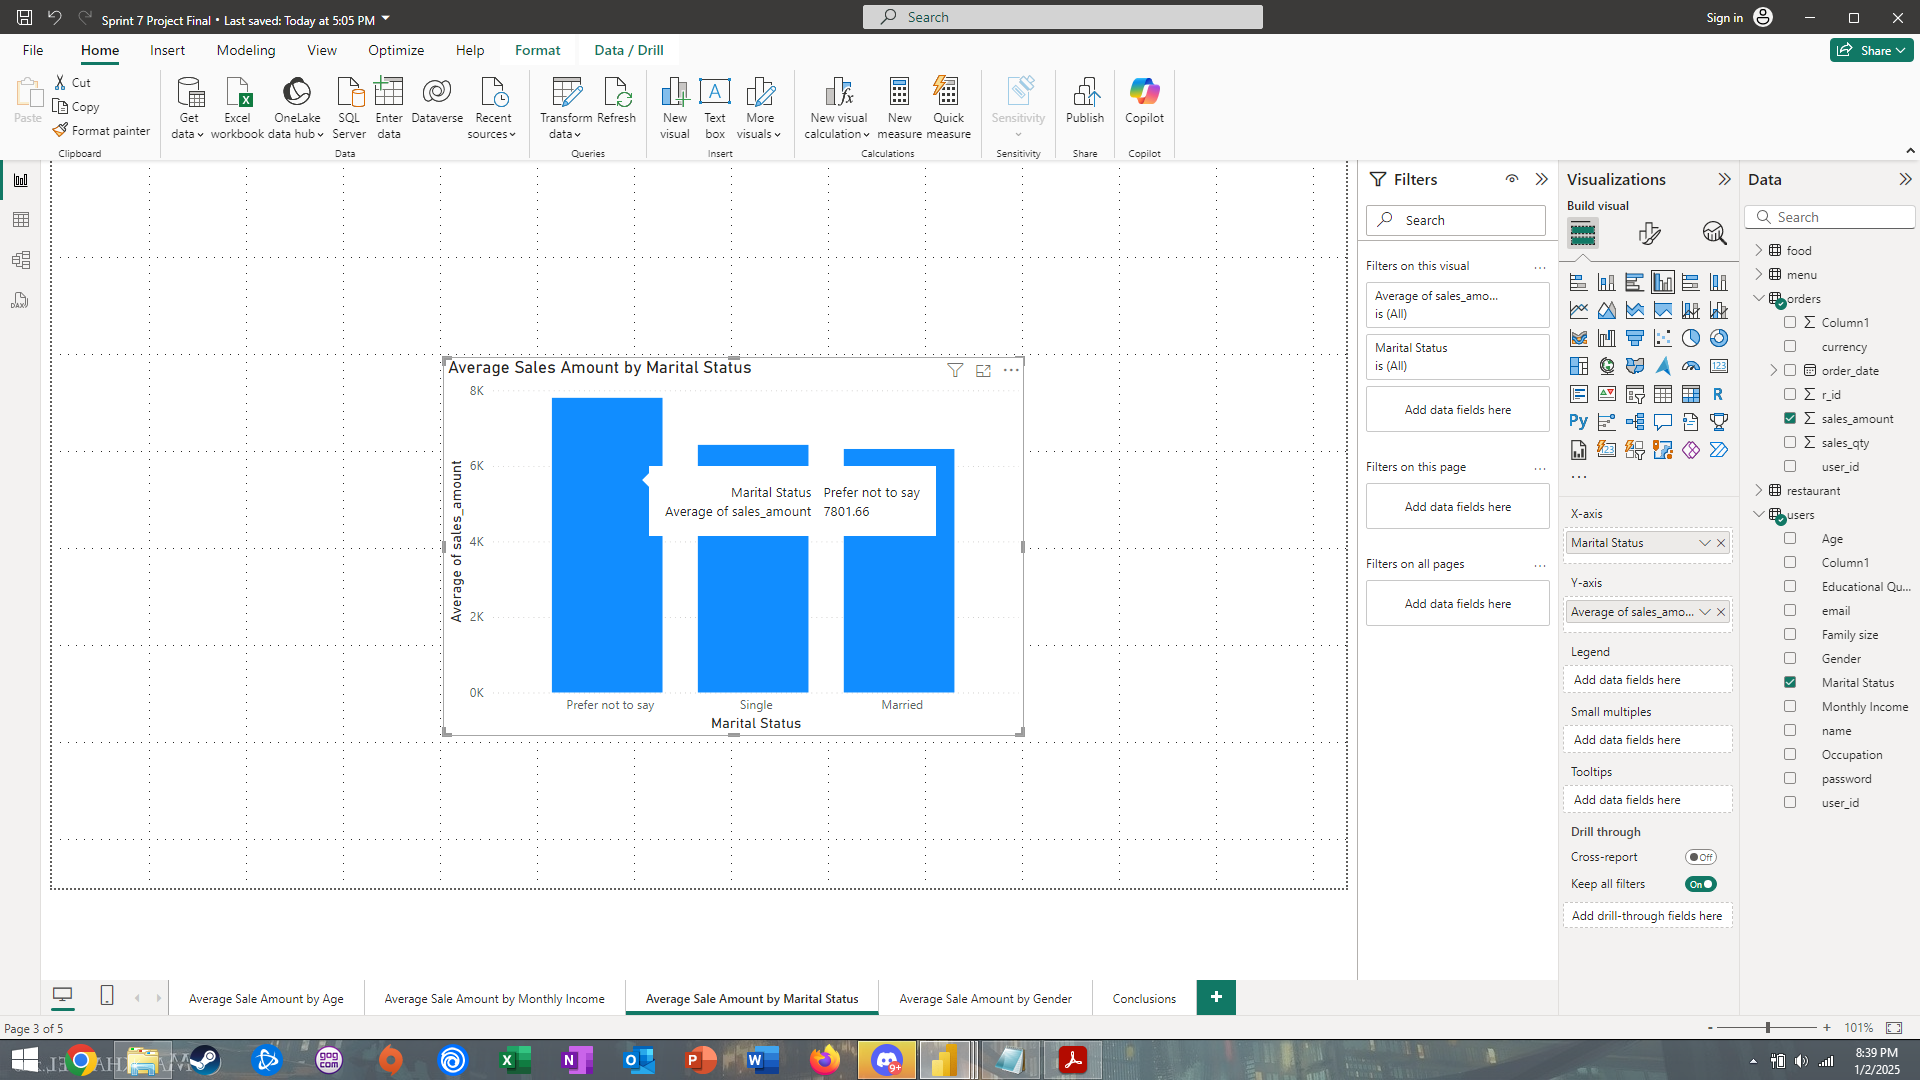 Sprint 7 Project Final • Last saved: Today at 5:05 PM
Search
Sign in
File
Home
Insert
Modeling
View
Optimize
Help
Format
Data / Drill
Share
Paste
Cut
Copy
Format painter
Clipboard
Get data
Excel workbook
OneLake data hub
SQL Server
Enter data
Dataverse
Recent sources
Data
Transform data
Refresh
Queries
New visual
Text box
More visuals
Insert
New visual calculation
New measure
Quick measure
Calculations
Sensitivity
Sensitivity
Publish
Share
Copilot
Copilot
Average Sales Amount by Marital Status
Average of sales_amount
8K
6K
4K
2K
0K
Marital Status Prefer not to say
Average of sales_amount 7801.66
Prefer not to say
Single
Married
Marital Status
Filters
Search
Filters on this visual
Average of sales_amo...
is (All)
Marital Status
is (All)
Add data fields here
Filters on this page
Add data fields here
Filters on all pages
Add data fields here
Visualizations
Build visual
R
Py
X-axis
Marital Status
Y-axis
Average of sales_amo...
Legend
Add data fields here
Small multiples
Add data fields here
Tooltips
Add data fields here
Drill through
Cross-report
Off
Keep all filters
On
Add drill-through fields here
Data
Search
food
menu
orders
Column1
currency
order_date
r_id
sales_amount
sales_qty
user_id
restaurant
users
Age
Column1
Educational Qu...
email
Family size
Gender
Marital Status
Monthly Income
name
Occupation
password
user_id
Average Sale Amount by Age
Average Sale Amount by Monthly Income
Average Sale Amount by Marital Status
Average Sale Amount by Gender
Conclusions
Page 3 of 5
101%
8:39 PM
1/2/2025